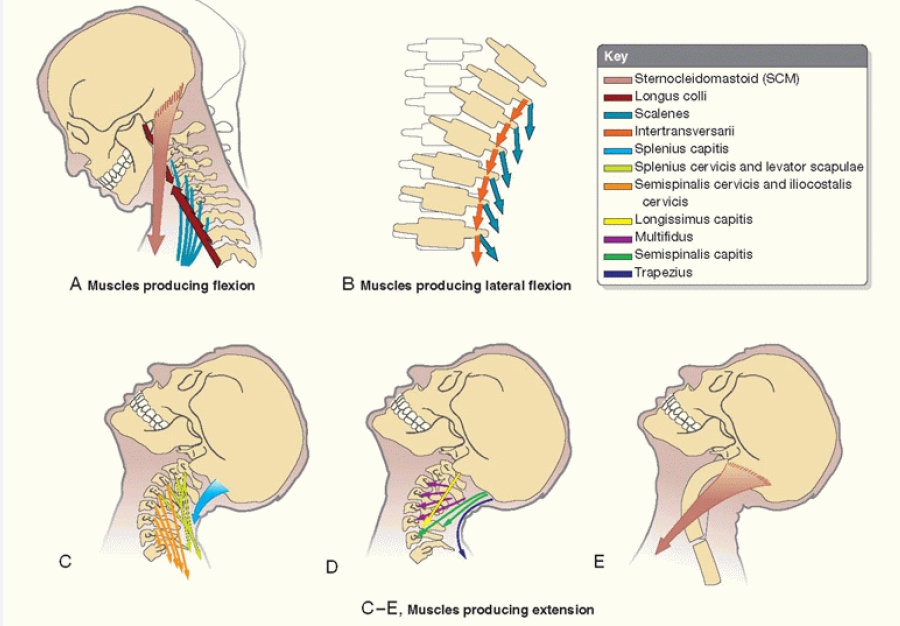 A Muscles producing flexion
B Muscles producing lateral flexion
Key
Sternocleidomastoid (SCM)
Longus colli
Scalenes
Intertransversarii
Splenius capitis
Splenius cervicis and levator scapulae
Semispinalis cervicis and iliocostalis
cervicis
Longissimus capitis
Multifidus
Semispinalis capitis
Trapezius
C
D
E
C–E, Muscles producing extension